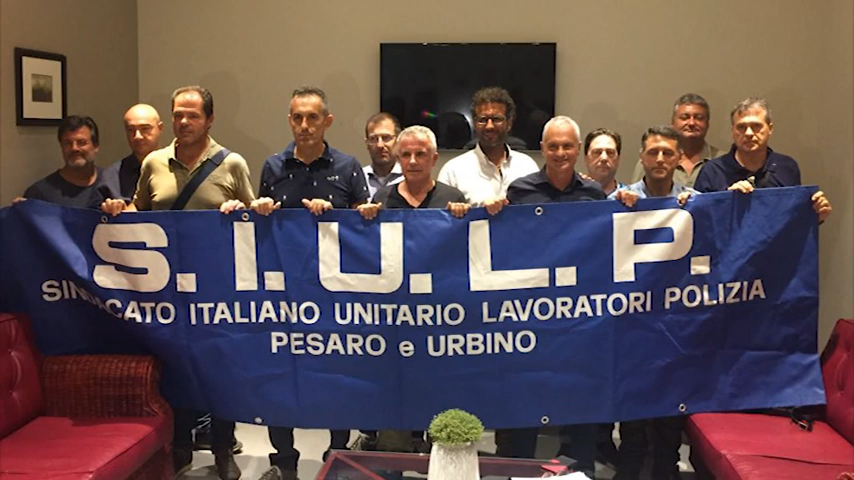 S.I.U.L.P.
SINDACATO ITALIANO UNITARIO LAVORATORI POLIZIA
PESARO e URBINO